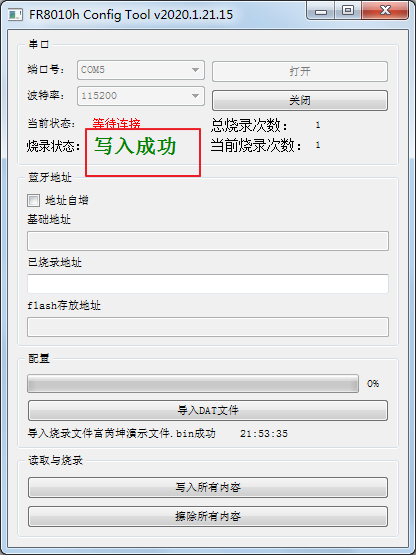 FR8010h Config Tool v2020.1.21.15
串口
端口号： COM5 打开
波特率： 115200 关闭
当前状态： 等待连接 总烧录次数： 1
烧录状态： 写入成功 当前烧录次数： 1
蓝牙地址
地址自增
基础地址
已烧录地址
flash存放地址
配置
0%
导入DAT文件
导入烧录文件富芮坤演示文件.bin成功 21:53:35
读取与烧录
写入所有内容
擦除所有内容